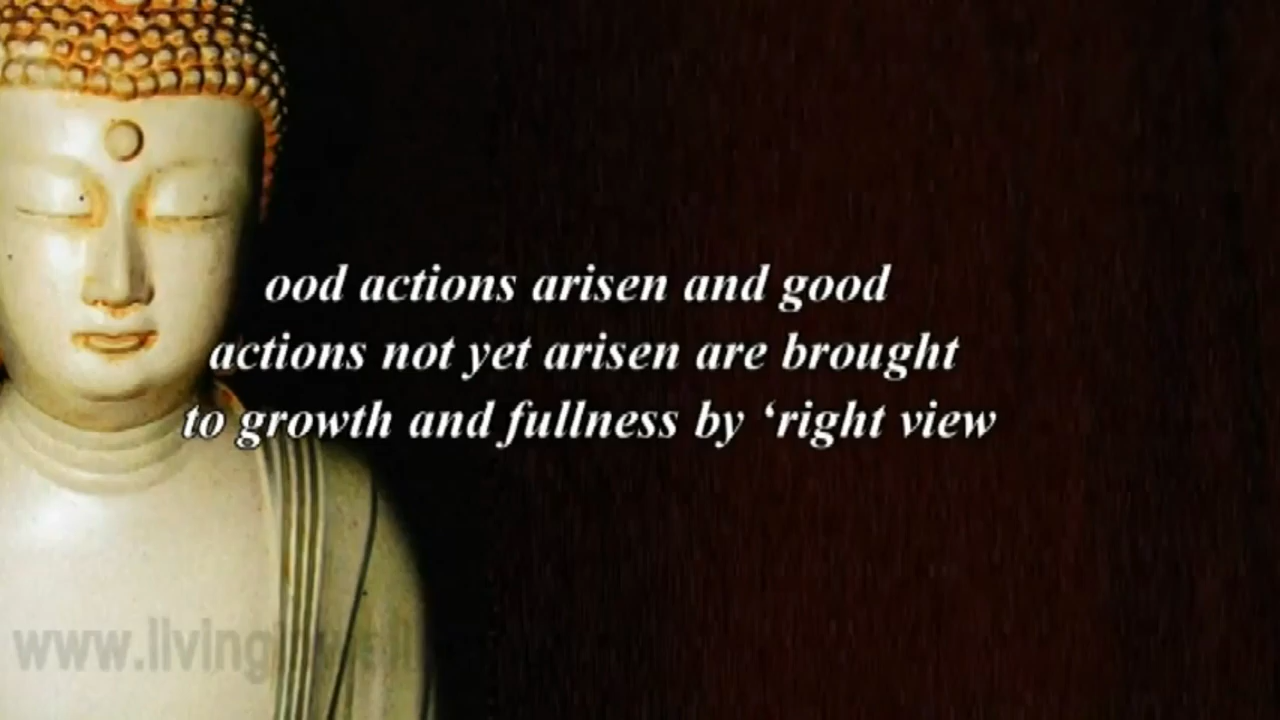 ood actions arisen and good
actions not yet arisen are brought
to growth and fullness by ‘right view